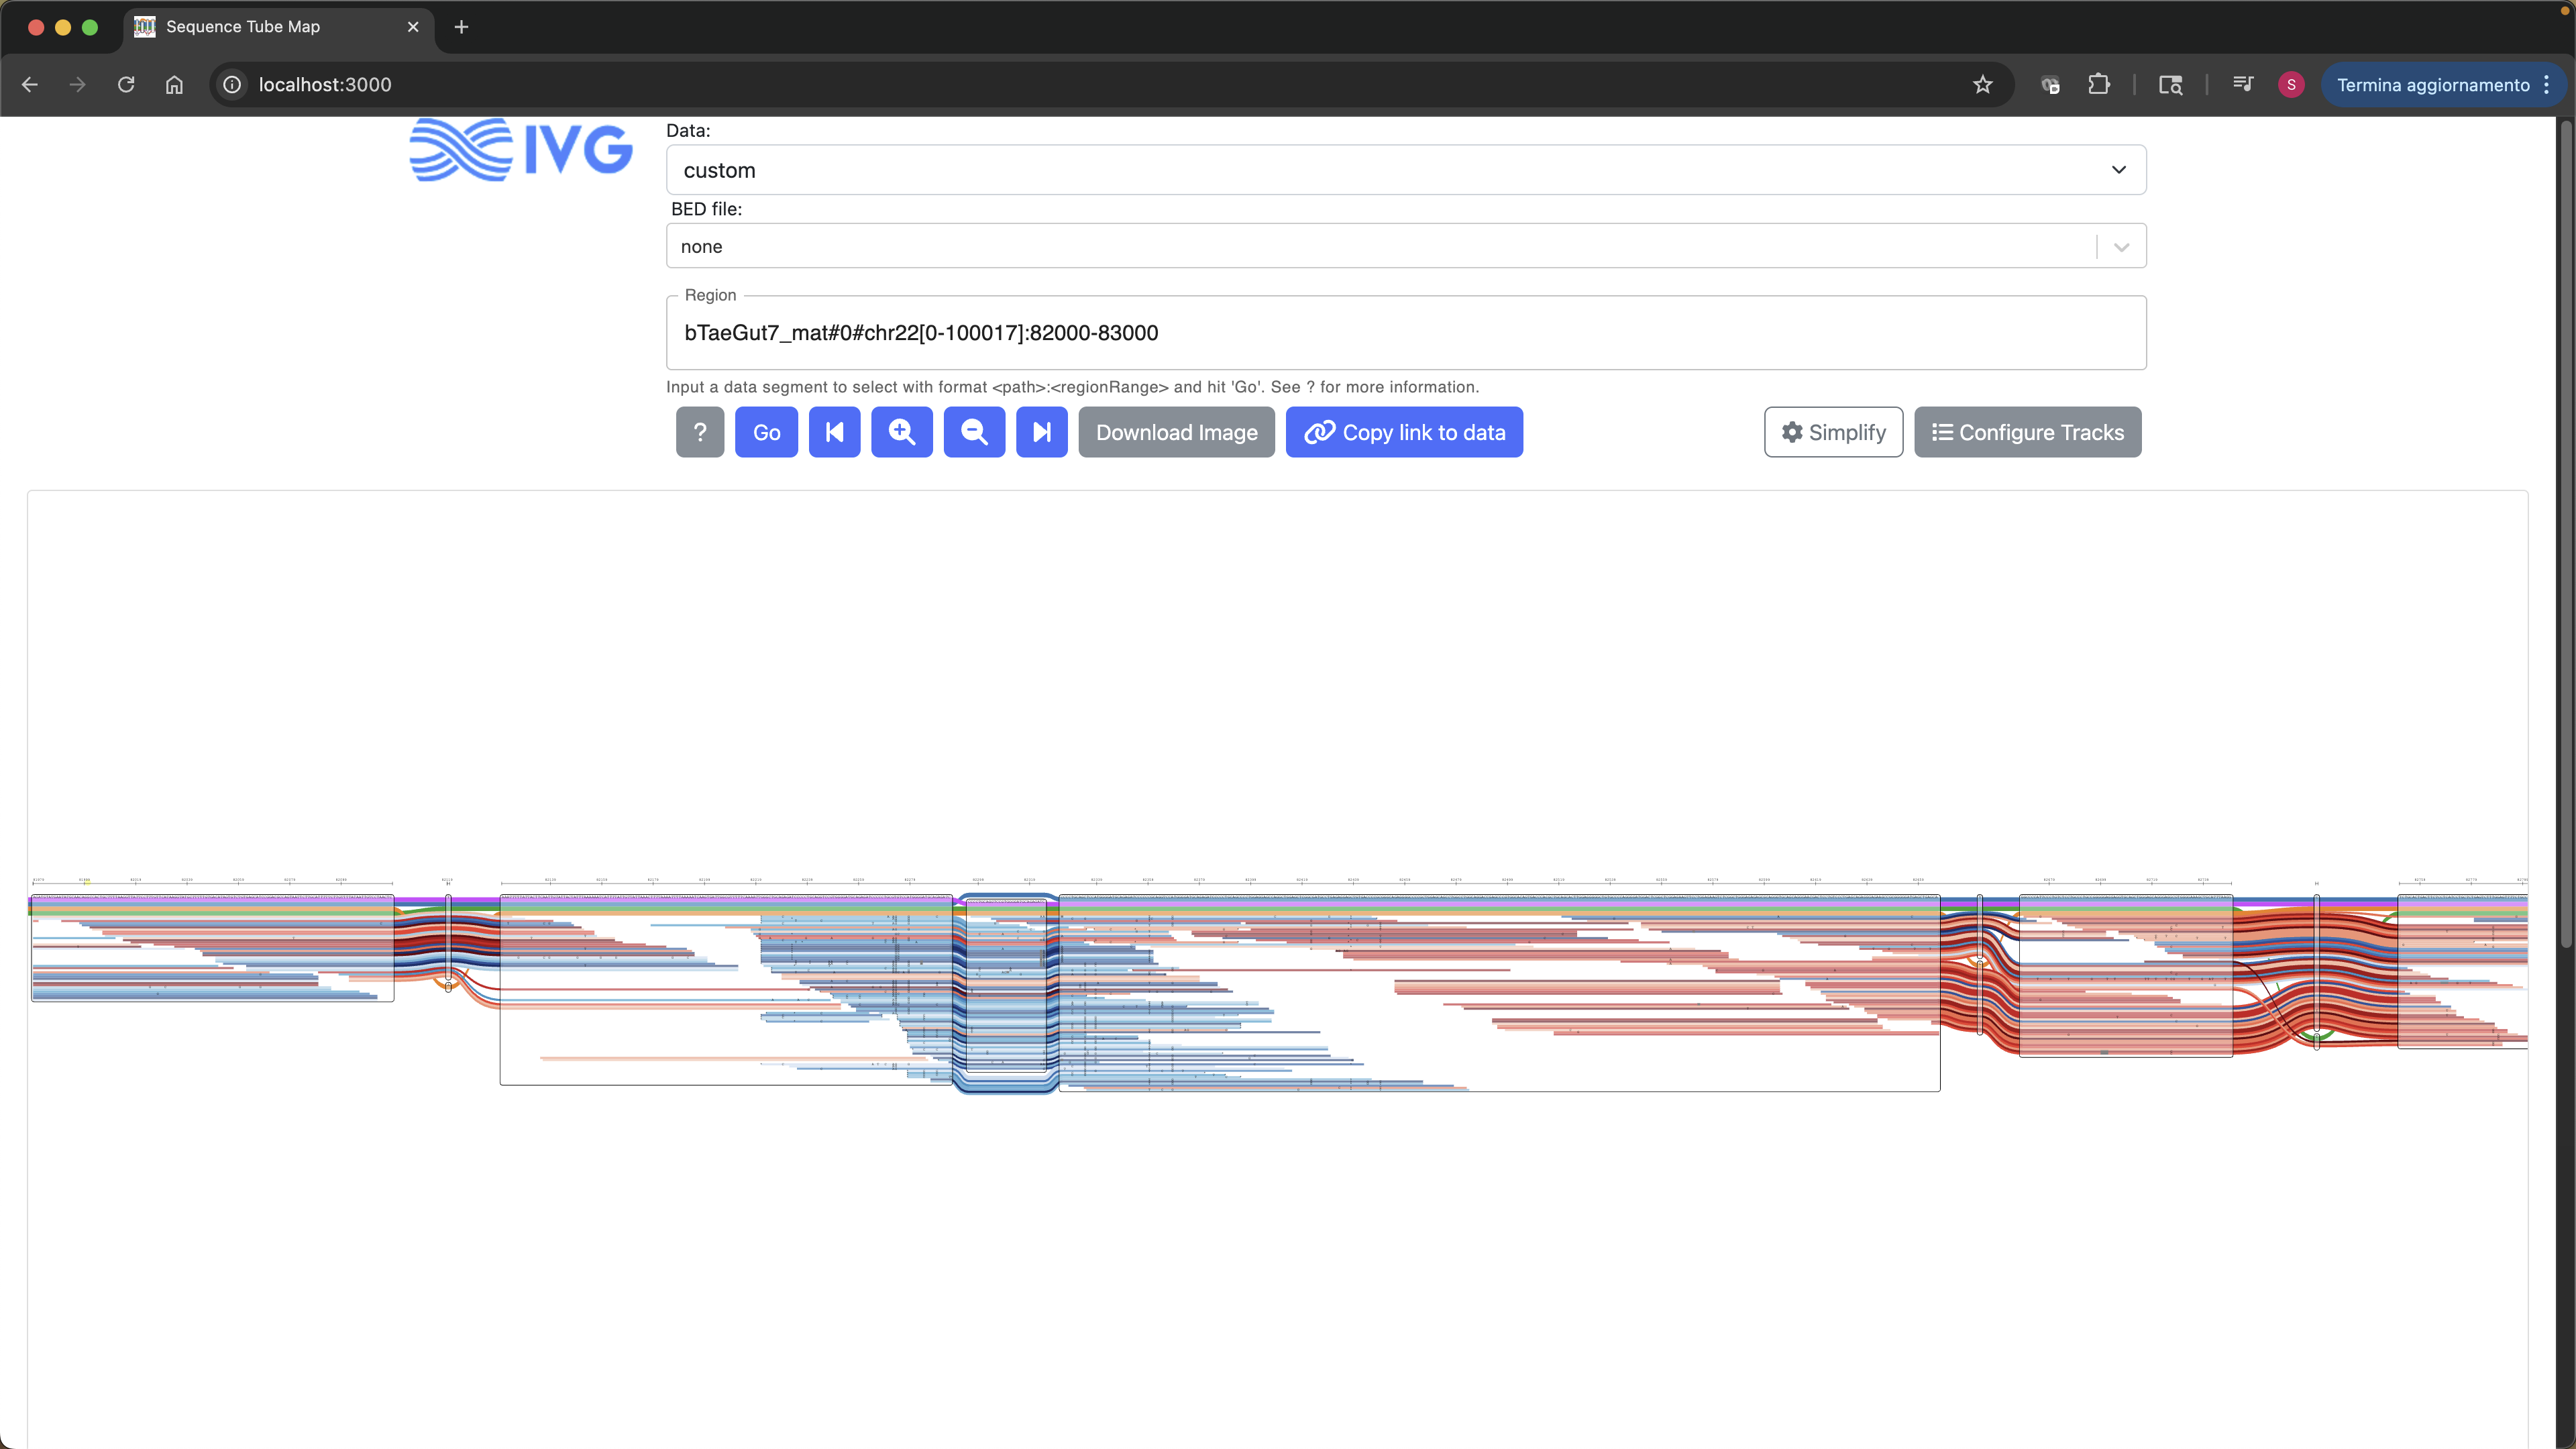 Sequence Tube Map
localhost:3000
S
Termina aggiornamento
IVG
Data:
custom
BED file:
none
Region
bTaeGut7_mat#0#chr22[0-100017]:82000-83000
Input a data segment to select with format <path>:<regionRange> and hit 'Go'. See ? for more information.
? Go Download Image Copy link to data Simplify Configure Tracks